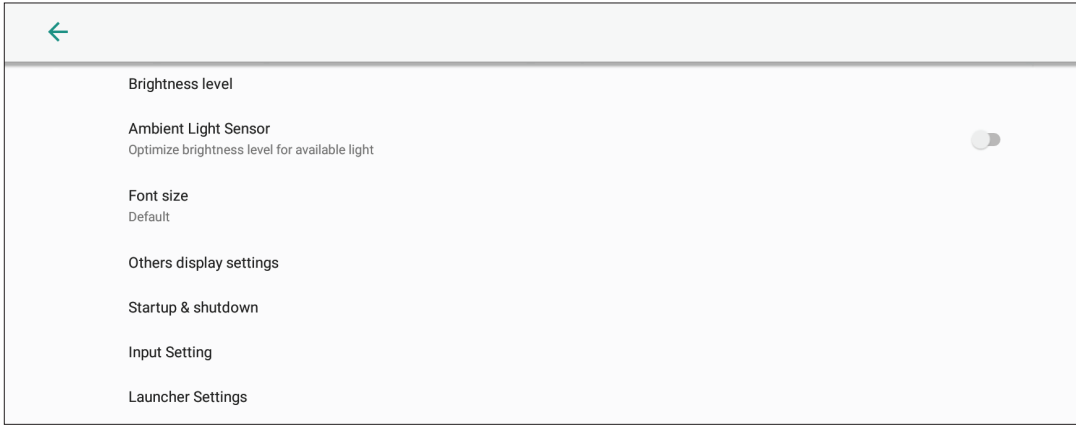 Brightness level
Ambient Light Sensor
Optimize brightness level for available light
Font size
Default
Others display settings
Startup & shutdown
Input Setting
Launcher Settings